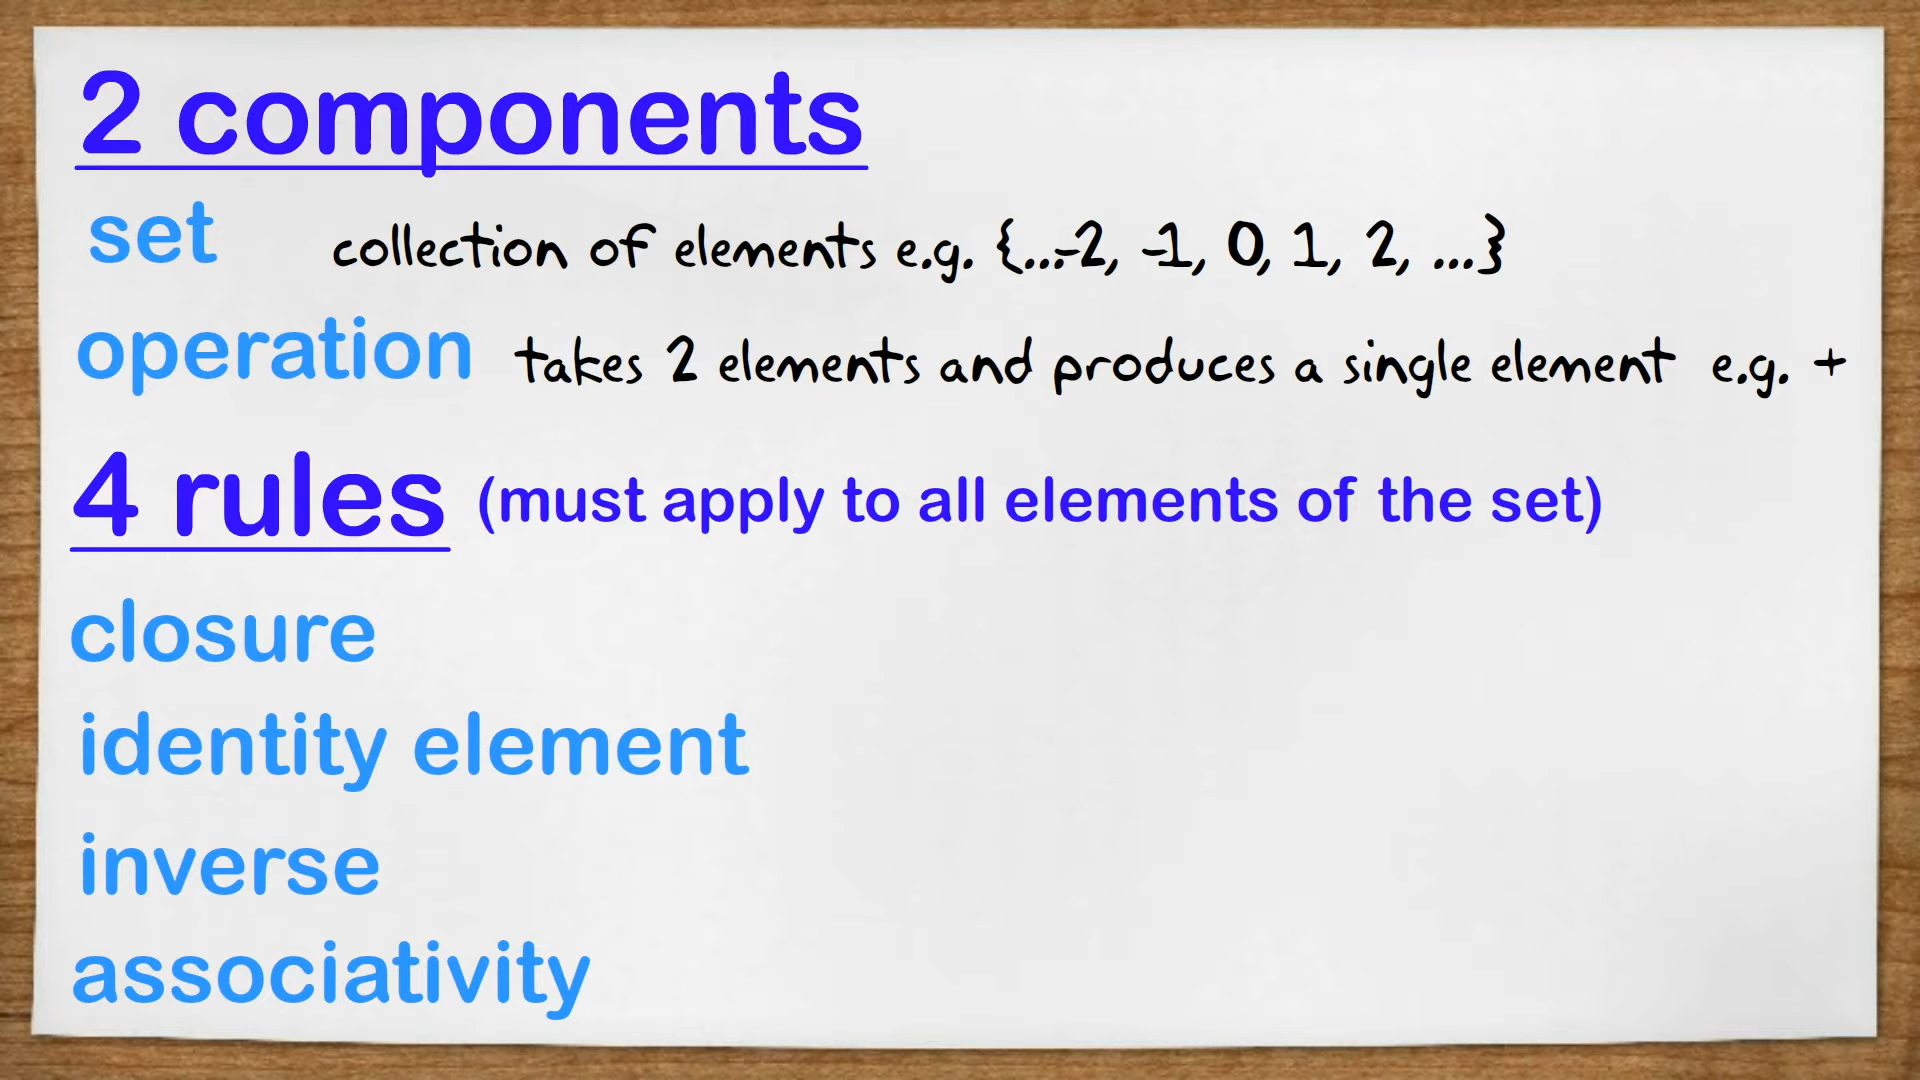 2 components
set collection of elements e.g. {...-2, -1, 0, 1, 2, ...}
operation takes 2 elements and produces a single element e.g. +
4 rules (must apply to all elements of the set)
closure
identity element
inverse
associativity